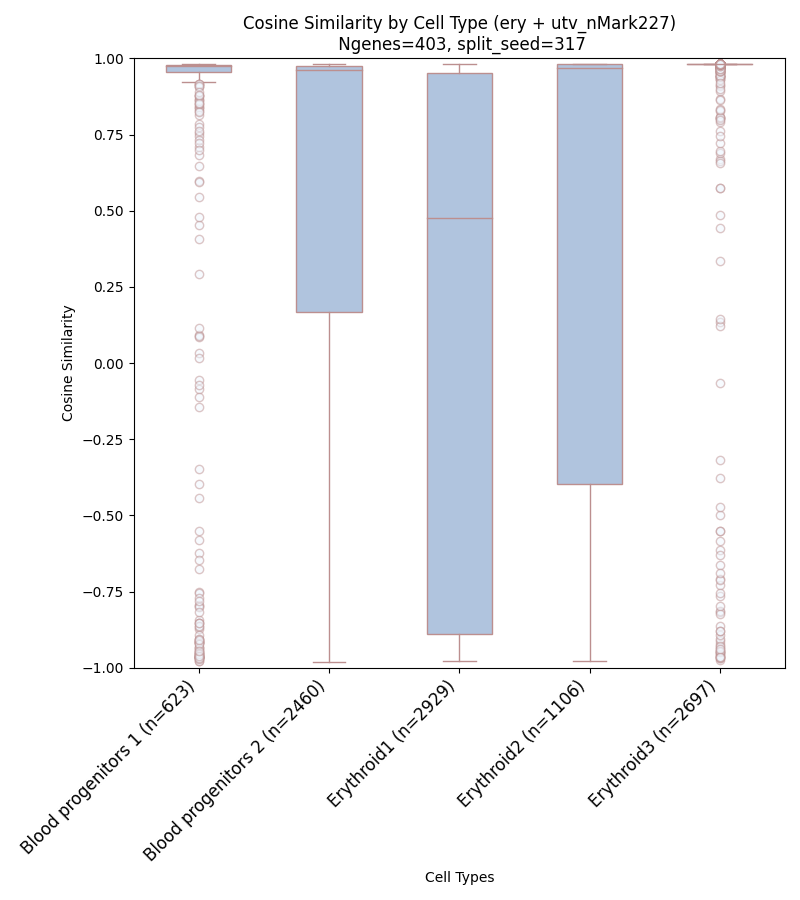 Cosine Similarity by Cell Type (ery + utv_nMark227)
Ngenes=403, split_seed=317
1.00
0.75
0.50
0.25
0.00
−0.25
−0.50
−0.75
−1.00
Cosine Similarity
Blood progenitors 1 (n=623)
Blood progenitors 2 (n=2460)
Erythroid1 (n=2929)
Erythroid2 (n=1106)
Erythroid3 (n=2697)
Cell Types